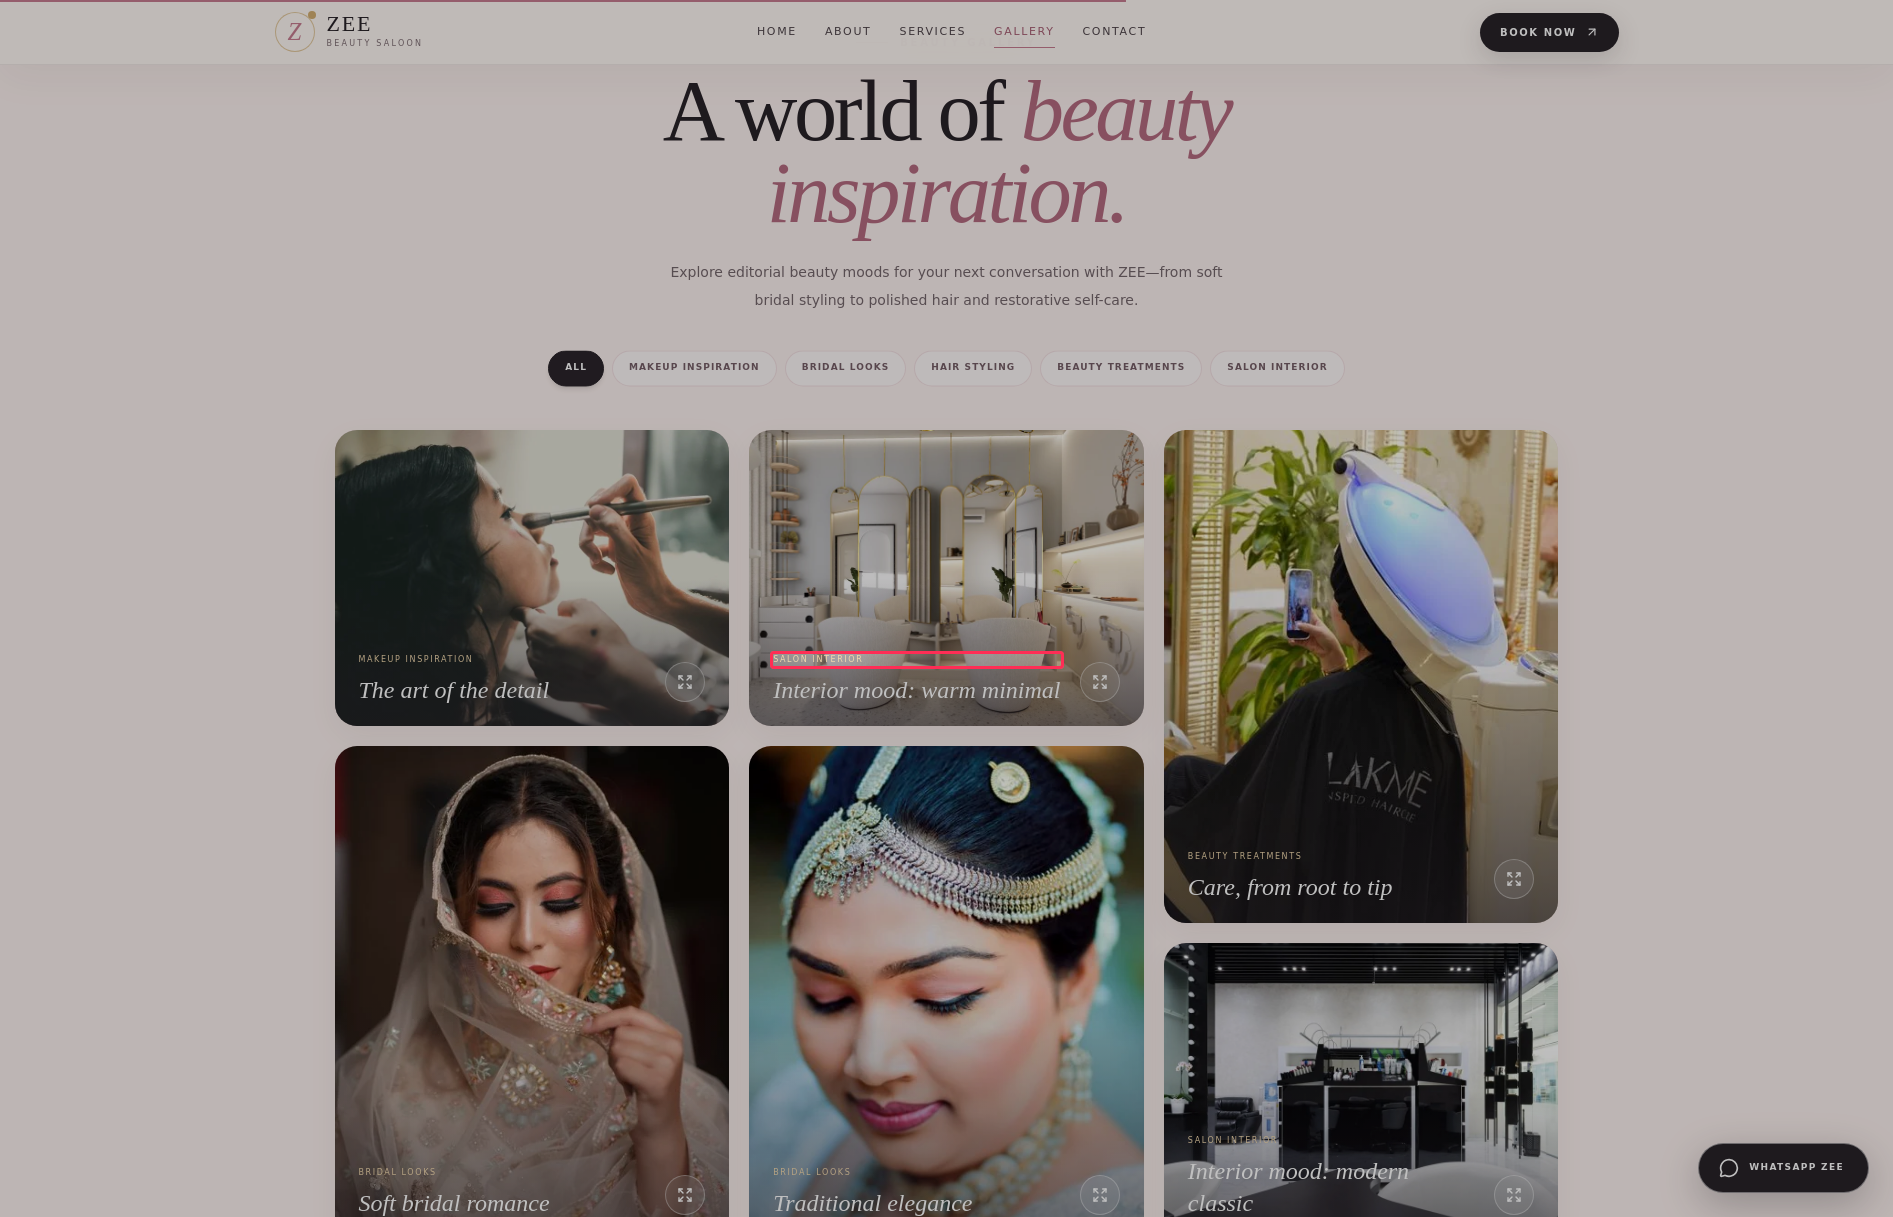 Z
ZEE
BEAUTY SALOON
HOME
ABOUT
SERVICES
GALLERY
CONTACT
BOOK NOW
A world of beauty
inspiration.
Explore editorial beauty moods for your next conversation with ZEE—from soft
bridal styling to polished hair and restorative self-care.
ALL
MAKEUP INSPIRATION
BRIDAL LOOKS
HAIR STYLING
BEAUTY TREATMENTS
SALON INTERIOR
MAKEUP INSPIRATION
The art of the detail
SALON INTERIOR
Interior mood: warm minimal
LAKMĒ
BEAUTY TREATMENTS
Care, from root to tip
BRIDAL LOOKS
Soft bridal romance
BRIDAL LOOKS
Traditional elegance
SALON INTERIOR
Interior mood: modern
classic
WHATSAPP ZEE